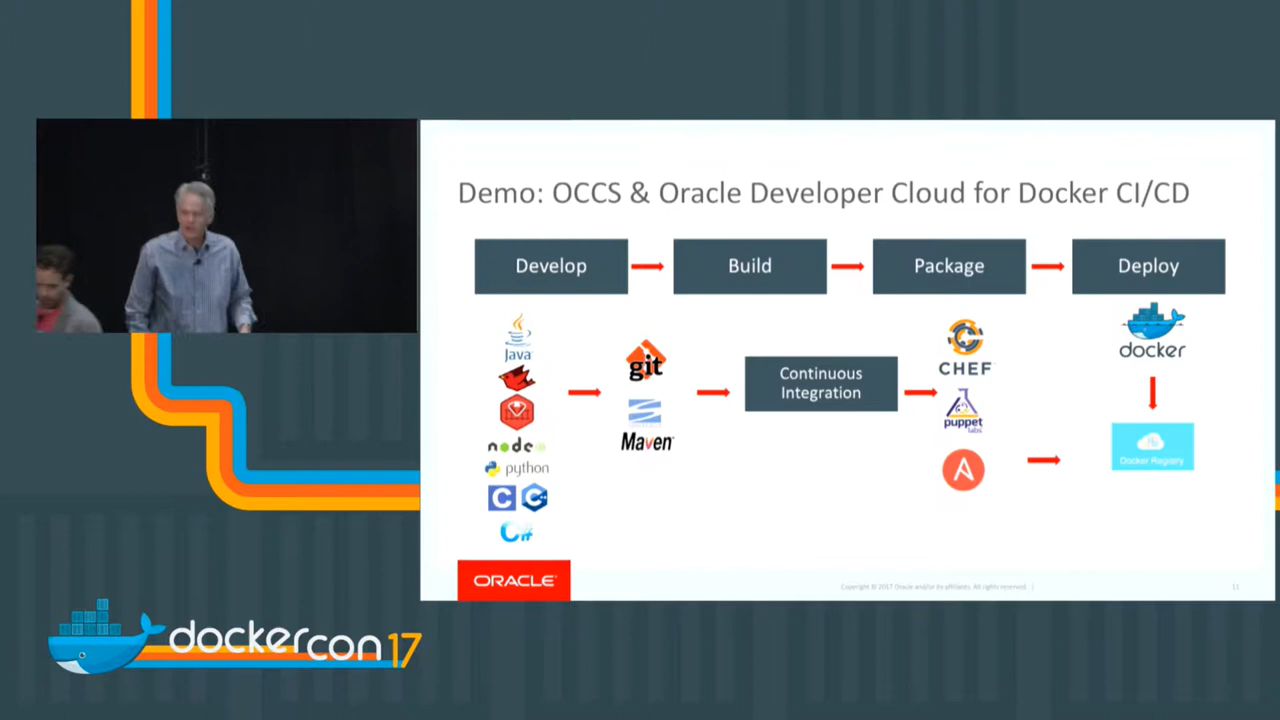 Demo: OCCS & Oracle Developer Cloud for Docker CI/CD
Develop
Build
Package
Deploy
Java
node
python
C
C++
C#
git
Maven
Continuous
Integration
CHEF
puppet
labs
A
docker
Docker Registry
ORACLE
Copyright © 2017 Oracle and/or its affiliates. All rights reserved. |
11
dockercon 17